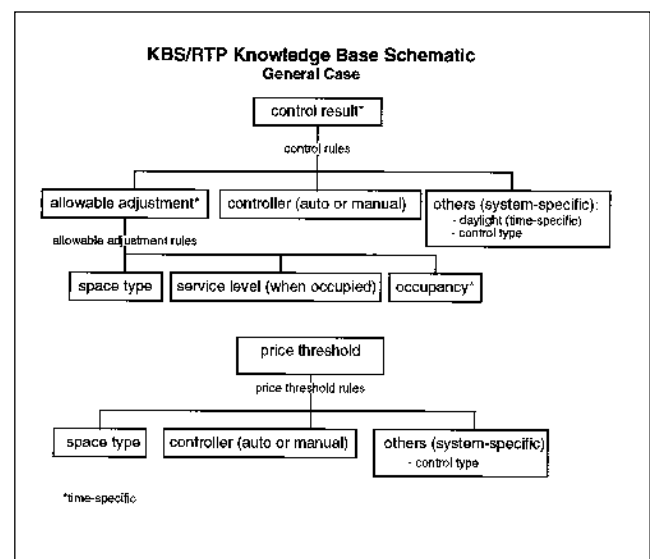 KBS/RTP Knowledge Base Schematic
General Case
control result*
control rules
allowable adjustment*
controller (auto or manual)
others (system-specific):
- daylight (time-specific)
- control type
allowable adjustment rules
space type
service level (when occupied)
occupancy*
price threshold
price threshold rules
space type
controller (auto or manual)
others (system-specific)
- control type
*time-specific